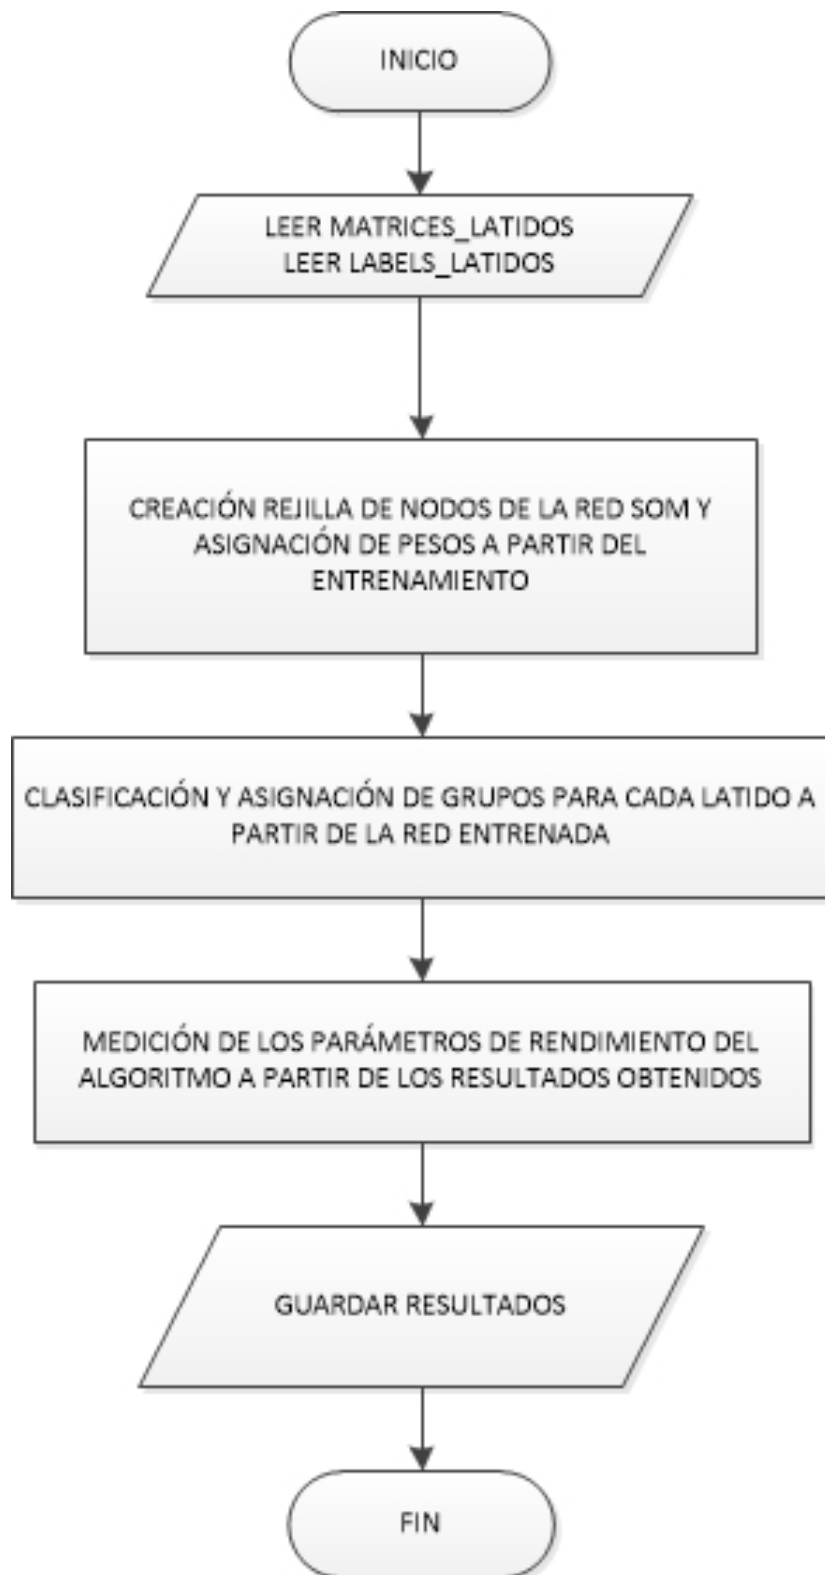 INICIO
LEER MATRICES_LATIDOS
LEER LABELS_LATIDOS
CREACIÓN REJILLA DE NODOS DE LA RED SOM Y
ASIGNACIÓN DE PESOS A PARTIR DEL
ENTRENAMIENTO
CLASIFICACIÓN Y ASIGNACIÓN DE GRUPOS PARA CADA LATIDO A
PARTIR DE LA RED ENTRENADA
MEDICIÓN DE LOS PARÁMETROS DE RENDIMIENTO DEL
ALGORITMO A PARTIR DE LOS RESULTADOS OBTENIDOS
GUARDAR RESULTADOS
FIN